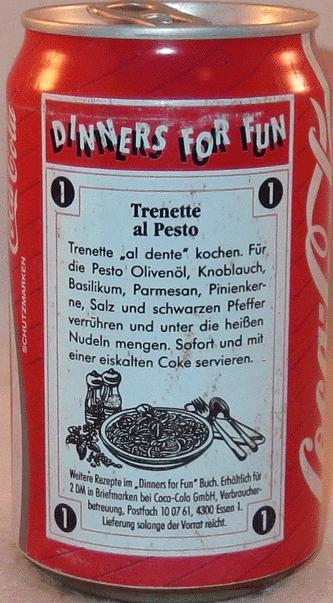 DINNERS FOR FUN
1 1
Trenette
al Pesto
Trenette „al dente" kochen. Für
die Pesto Olivenöl, Knoblauch,
Basilikum, Parmesan, Pinienker-
ne, Salz und schwarzen Pfeffer
verrühren und unter die heißen
Nudeln mengen. Sofort und mit
einer eiskalten Coke servieren.
Weitere Rezepte im „Dinners for Fun" Buch. Erhältlich für
2 DM in Briefmarken bei Coca-Cola GmbH, Verbraucher-
betreuung, Postfach 10 07 61, 4300 Essen 1.
Lieferung solange der Vorrat reicht.
1 1
Coca-Cola
SCHUTZMARKEN
Coca-Co